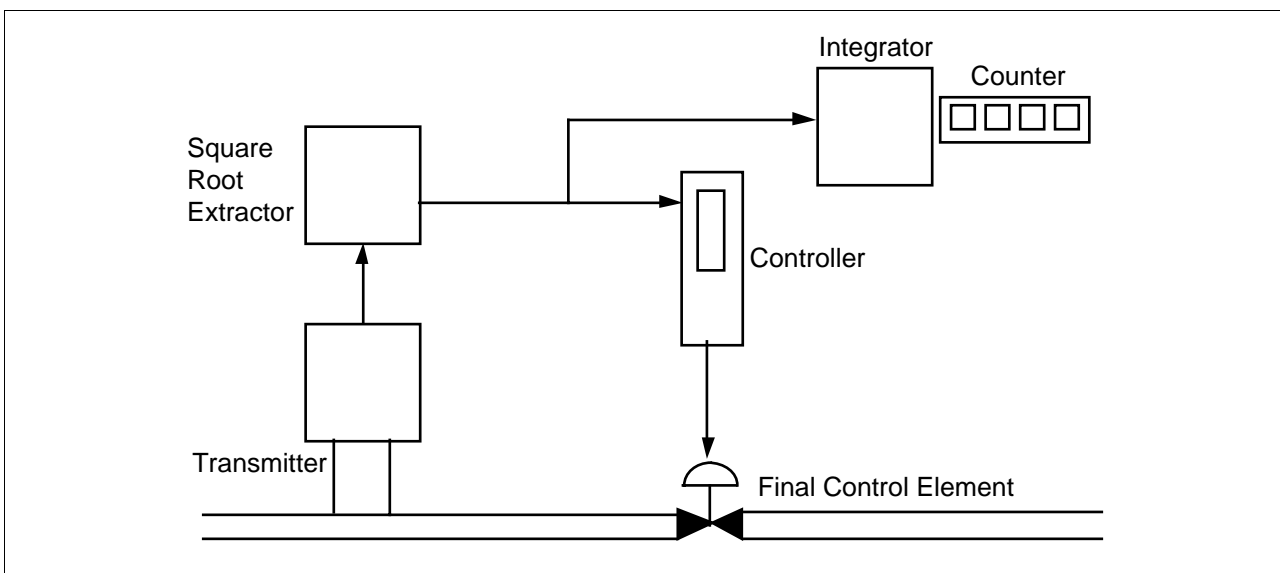 Integrator
Counter
Square
Root
Extractor
Controller
Transmitter
Final Control Element